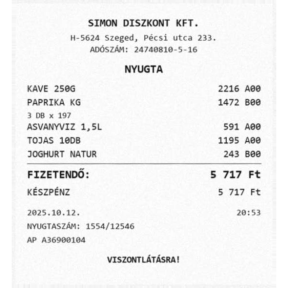 SIMON DISZKONT KFT.
H-5624 Szeged, Pécsi utca 233.
ADÓSZÁM: 24740810-5-16
NYUGTA
KAVE 250G 2216 A00
PAPRIKA KG 1472 B00
3 DB x 197
ASVANYVIZ 1,5L 591 A00
TOJAS 10DB 1195 A00
JOGHURT NATUR 243 B00
FIZETENDŐ: 5 717 Ft
KÉSZPÉNZ 5 717 Ft
2025.10.12. 20:53
NYUGTASZÁM: 1554/12546
AP A36900104
VISZONTLÁTÁSRA!